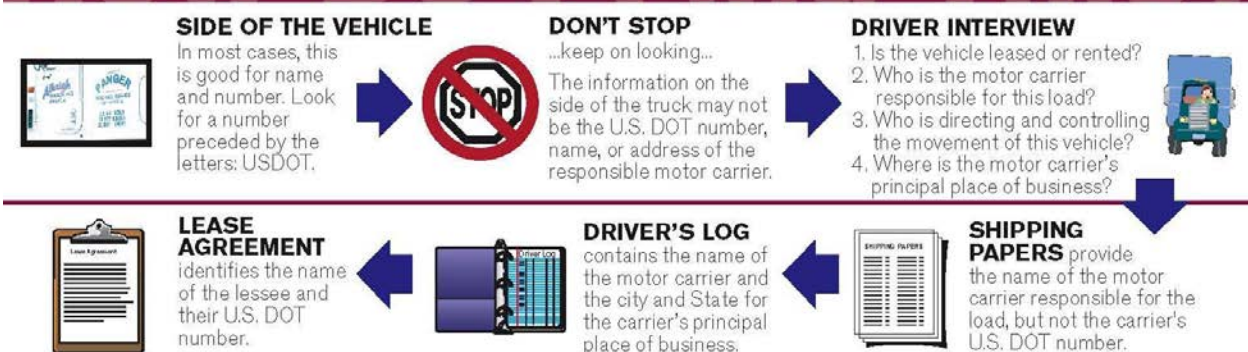 SIDE OF THE VEHICLE
In most cases, this
is good for name
and number. Look
for a number
preceded by the
letters: USDOT.
STOP
DON'T STOP
...keep on looking...
The information on the
side of the truck may not
be the U.S. DOT number,
name, or address of the
responsible motor carrier.
DRIVER INTERVIEW
1. Is the vehicle leased or rented?
2. Who is the motor carrier
responsible for this load?
3. Who is directing and controlling
the movement of this vehicle?
4. Where is the motor carrier's
principal place of business?
SHIPPING PAPERS
SHIPPING
PAPERS provide
the name of the motor
carrier responsible for the
load, but not the carrier's
U.S. DOT number.
Driver Log
DRIVER'S LOG
contains the name of
the motor carrier and
the city and State for
the carrier's principal
place of business.
Lease Agreement
LEASE
AGREEMENT
identifies the name
of the lessee and
their U.S. DOT
number.